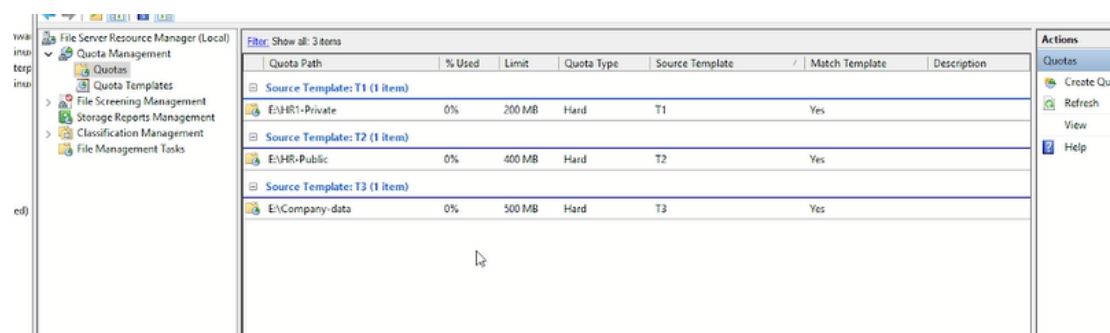 File Server Resource Manager (Local)
Quota Management
Quotas
Quota Templates
File Screening Management
Storage Reports Management
Classification Management
File Management Tasks
ed)
Filter: Show all: 3 items
Quota Path % Used Limit Quota Type Source Template Match Template Description
Source Template: T1 (1 item)
E:\HR1-Private 0% 200 MB Hard T1 Yes
Source Template: T2 (1 item)
E:\HR-Public 0% 400 MB Hard T2 Yes
Source Template: T3 (1 item)
E:\Company-data 0% 500 MB Hard T3 Yes
Actions
Quotas
Create Qu
Refresh
View
Help